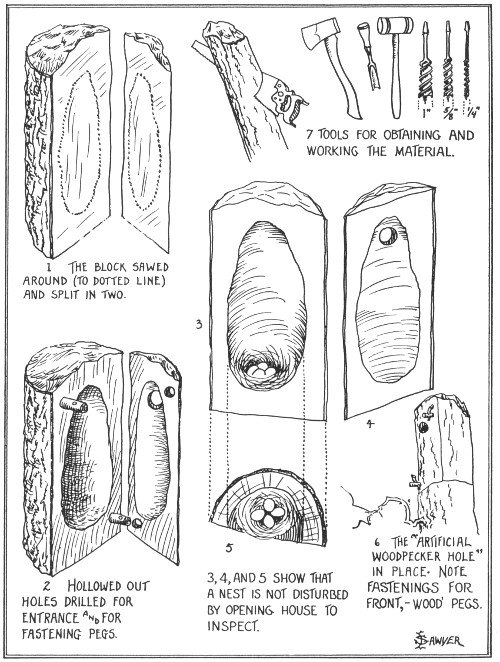 7 TOOLS FOR OBTAINING AND
WORKING THE MATERIAL.
1"
5/8"
1/4"
1 THE BLOCK SAWED
AROUND (TO DOTTED LINE)
AND SPLIT IN TWO.
3
4
2 HOLLOWED OUT
HOLES DRILLED FOR
ENTRANCE AND FOR
FASTENING PEGS.
5
3, 4, AND 5 SHOW THAT
A NEST IS NOT DISTURBED
BY OPENING HOUSE TO
INSPECT.
6 THE "ARTIFICIAL
WOODPECKER HOLE"
IN PLACE. NOTE
FASTENINGS FOR
FRONT,-WOOD' PEGS.
SAWYER